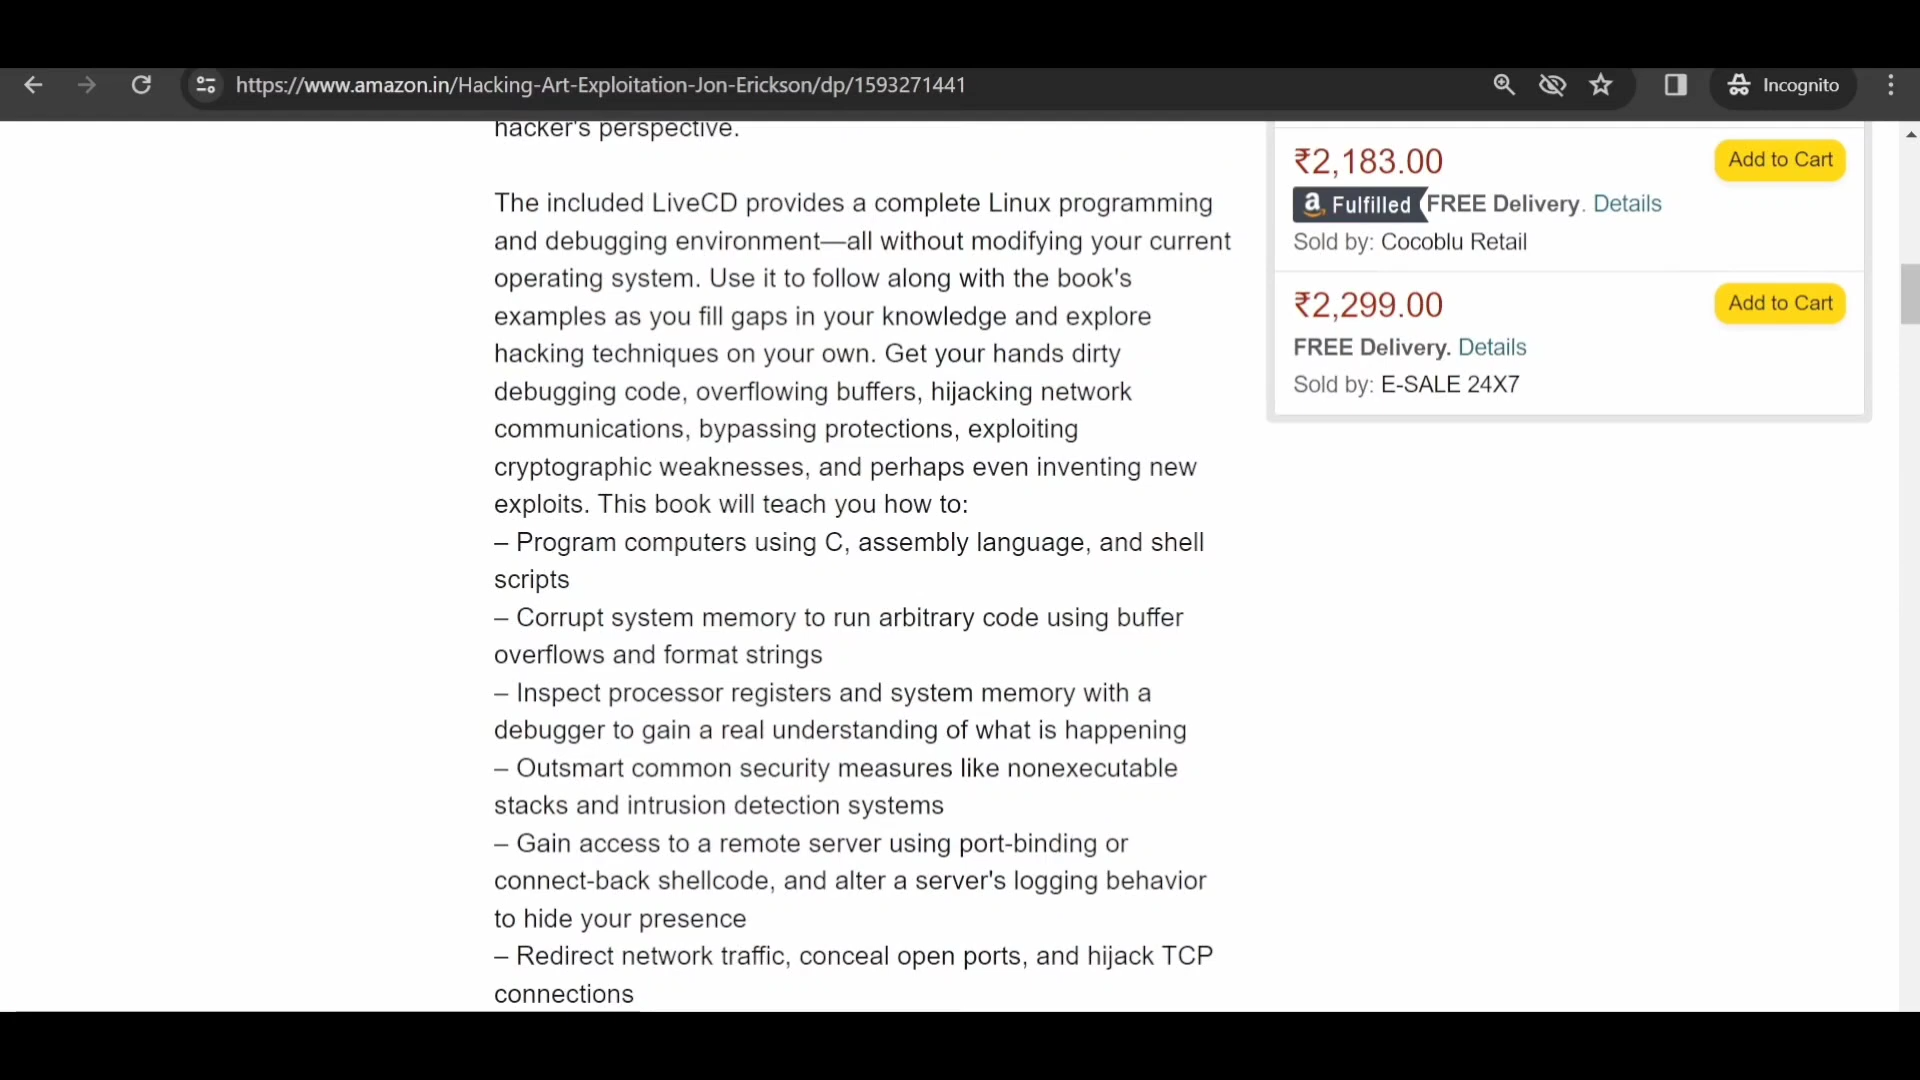 https://www.amazon.in/Hacking-Art-Exploitation-Jon-Erickson/dp/1593271441
Incognito
hacker's perspective.
The included LiveCD provides a complete Linux programming
and debugging environment—all without modifying your current
operating system. Use it to follow along with the book's
examples as you fill gaps in your knowledge and explore
hacking techniques on your own. Get your hands dirty
debugging code, overflowing buffers, hijacking network
communications, bypassing protections, exploiting
cryptographic weaknesses, and perhaps even inventing new
exploits. This book will teach you how to:
– Program computers using C, assembly language, and shell
scripts
– Corrupt system memory to run arbitrary code using buffer
overflows and format strings
– Inspect processor registers and system memory with a
debugger to gain a real understanding of what is happening
– Outsmart common security measures like nonexecutable
stacks and intrusion detection systems
– Gain access to a remote server using port-binding or
connect-back shellcode, and alter a server's logging behavior
to hide your presence
– Redirect network traffic, conceal open ports, and hijack TCP
connections
₹2,183.00
Add to Cart
a Fulfilled FREE Delivery. Details
Sold by: Cocoblu Retail
₹2,299.00
Add to Cart
FREE Delivery. Details
Sold by: E-SALE 24X7